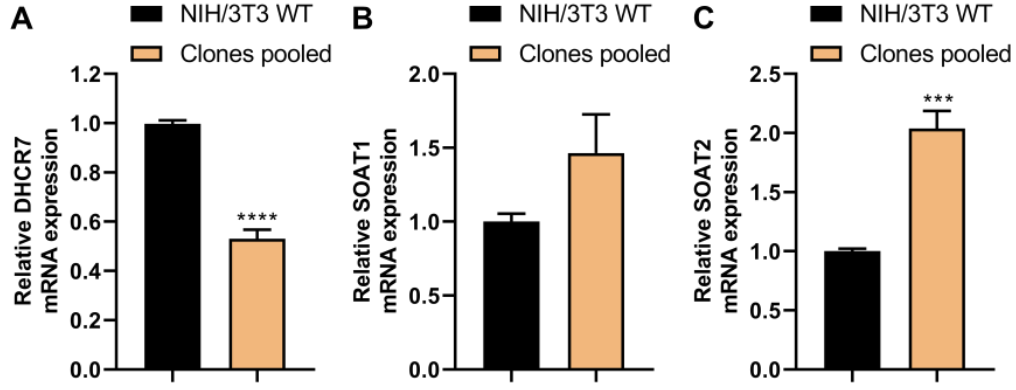 A
NIH/3T3 WT
Clones pooled
Relative DHCR7
mRNA expression
1.2
1.0
0.8
0.6
0.4
0.2
0.0
****
B
NIH/3T3 WT
Clones pooled
Relative SOAT1
mRNA expression
2.0
1.5
1.0
0.5
0.0
C
NIH/3T3 WT
Clones pooled
Relative SOAT2
mRNA expression
2.5
2.0
1.5
1.0
0.5
0.0
***